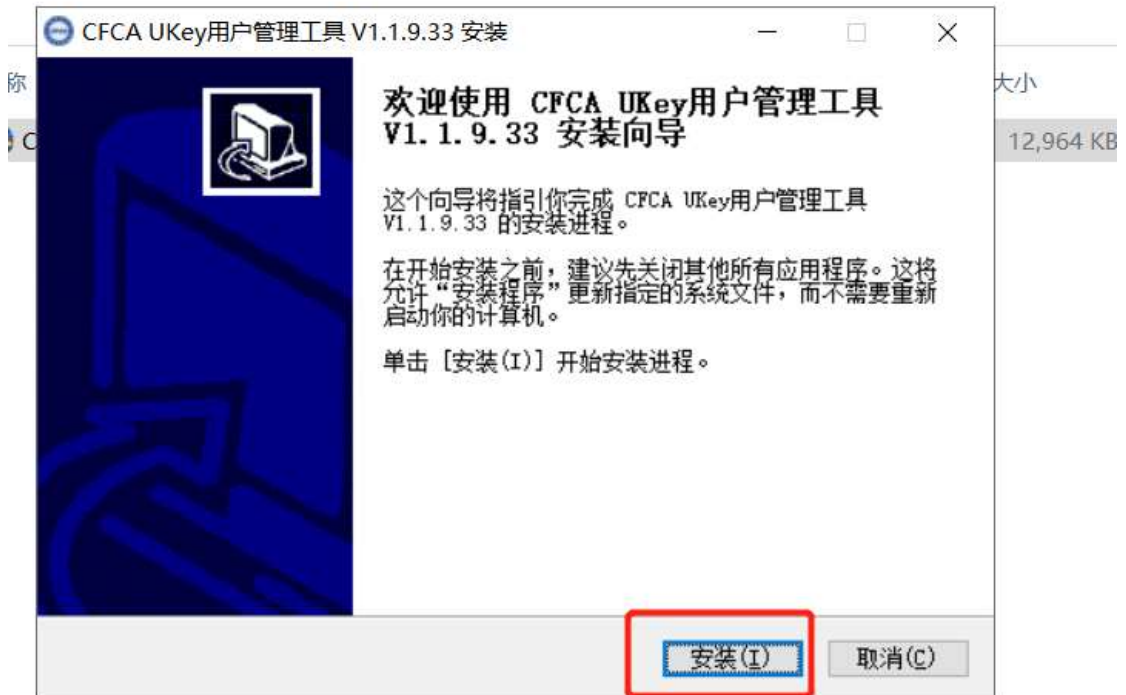 CFCA UKey用户管理工具 V1.1.9.33 安装
称
大小
C
12,964 KB
欢迎使用 CFCA UKey用户管理工具
V1.1.9.33 安装向导
这个向导将指引你完成 CFCA UKey用户管理工具
V1.1.9.33 的安装进程。
在开始安装之前，建议先关闭其他所有应用程序。这将
允许“安装程序”更新指定的系统文件，而不需要重新
启动你的计算机。
单击 [安装(I)] 开始安装进程。
安装(I)
取消(C)